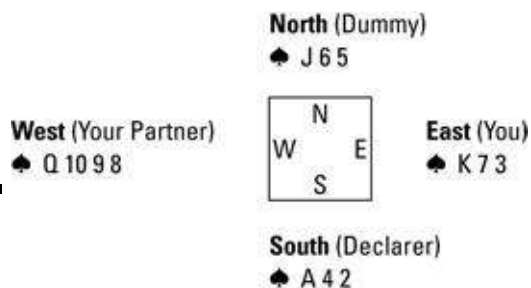 North (Dummy)
♠ J 6 5
N
West (Your Partner)
♠ Q 10 9 8
W E
East (You)
♠ K 7 3
S
South (Declarer)
♠ A 4 2